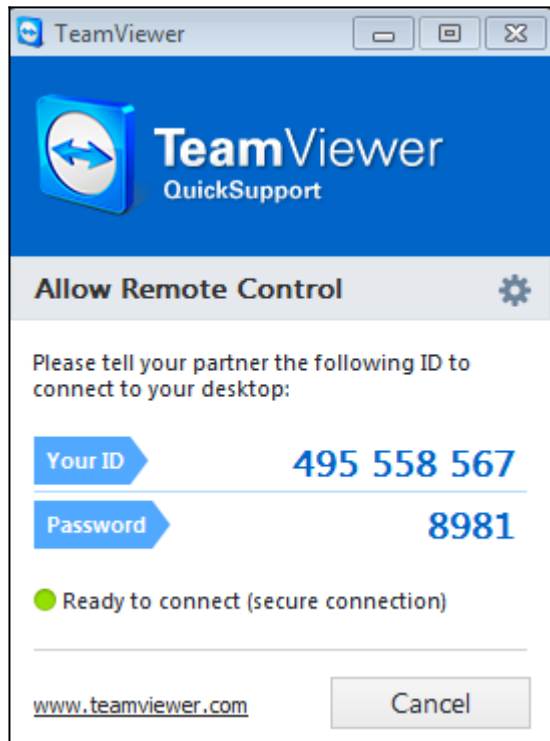 TeamViewer
TeamViewer
QuickSupport
Allow Remote Control
Please tell your partner the following ID to
connect to your desktop:
Your ID 495 558 567
Password 8981
Ready to connect (secure connection)
www.teamviewer.com Cancel